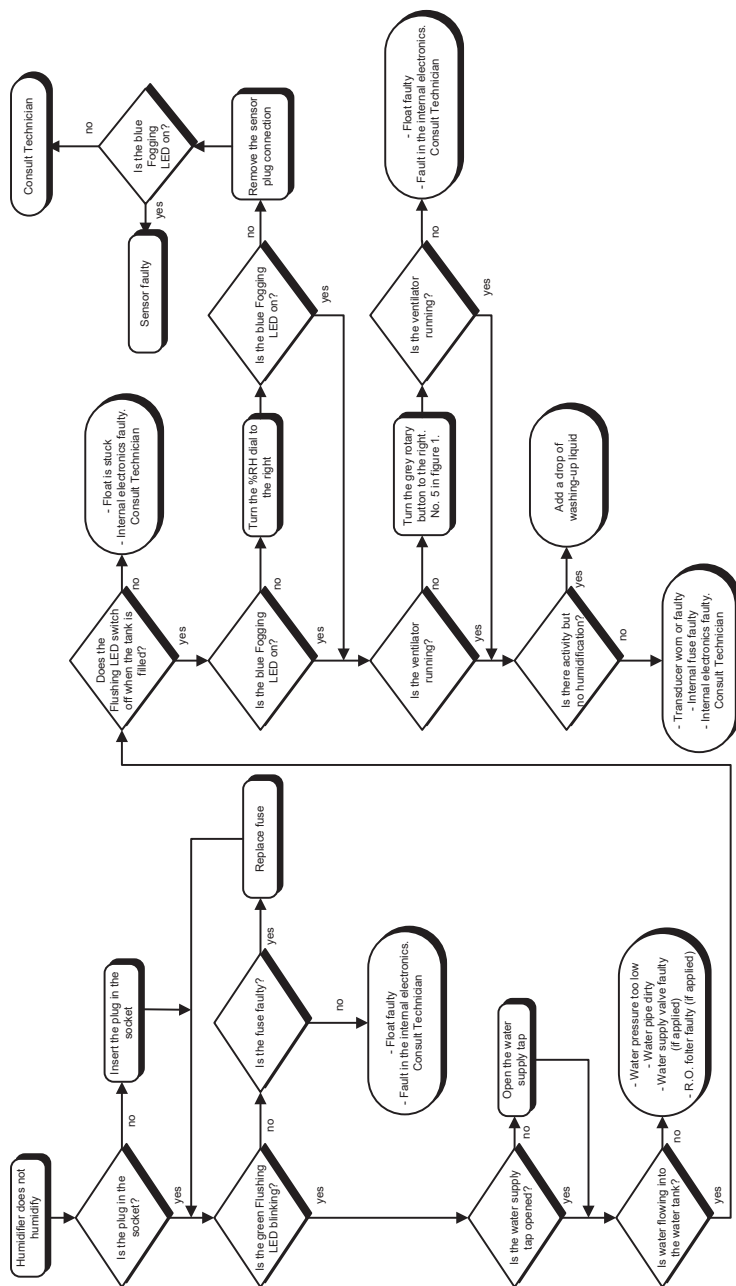 Humidifier does not
humidify
Is the plug in the
socket?
no
Insert the plug in the
socket
yes
Is the green Flushing
LED blinking?
no
Is the fuse faulty?
yes
Replace fuse
no
- Float faulty
- Fault in the internal electronics.
Consult Technician
yes
Is the water supply
tap opened?
no
Open the water
supply tap
yes
Is water flowing into
the water tank?
no
- Water pressure too low
- Water pipe dirty
- Water supply valve faulty
(if applied)
- R.O. folter faulty (if applied)
yes
Does the
Flushing LED switch
off when the tank is
filled?
no
- Float is stuck
- Internal electronics faulty.
Consult Technician
yes
Is the blue Fogging
LED on?
no
Turn the %RH dial to
the right
Is the blue Fogging
LED on?
no
Remove the sensor
plug connection
Is the blue
Fogging
LED on?
no
Consult Technician
yes
Sensor faulty
yes
yes
Is the ventilator
running?
no
Turn the grey rotary
button to the right.
No. 5 in figure 1.
Is the ventilator
running?
no
- Float faulty
- Fault in the internal electronics.
Consult Technician
yes
yes
Is there activity but
no humidification?
yes
Add a drop of
washing-up liquid
no
- Transducer worn or faulty
- Internal fuse faulty
- Internal electronics faulty.
Consult Technician